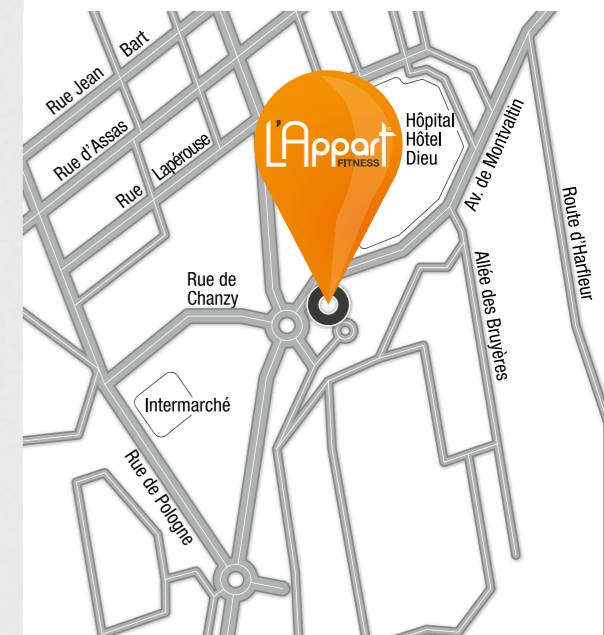 Rue Jean Bart
Rue d'Assas
Rue Lapérouse
L'Appart
FITNESS
Hôpital
Hôtel
Dieu
Av. de Montvaltin
Route d'Harfleur
Rue de
Chanzy
Allée des Bruyères
Intermarché
Rue de Pologne